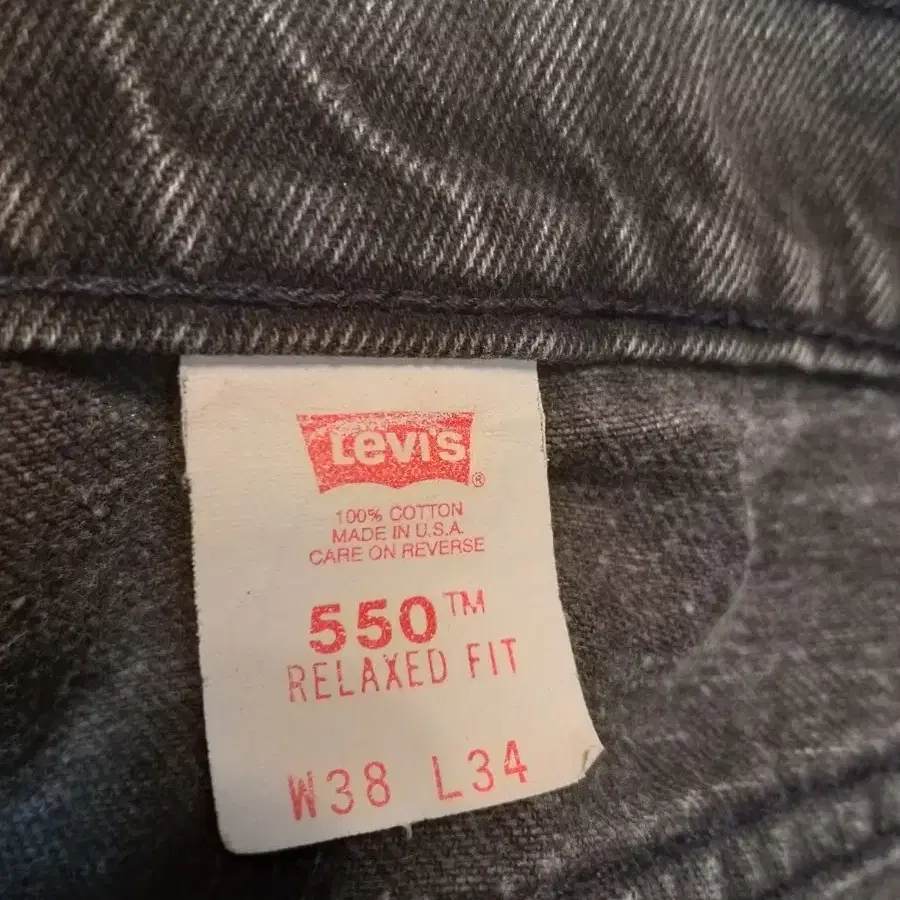 Levi's ®
100% COTTON
MADE IN U.S.A.
CARE ON REVERSE
550™
RELAXED FIT
W38 L34